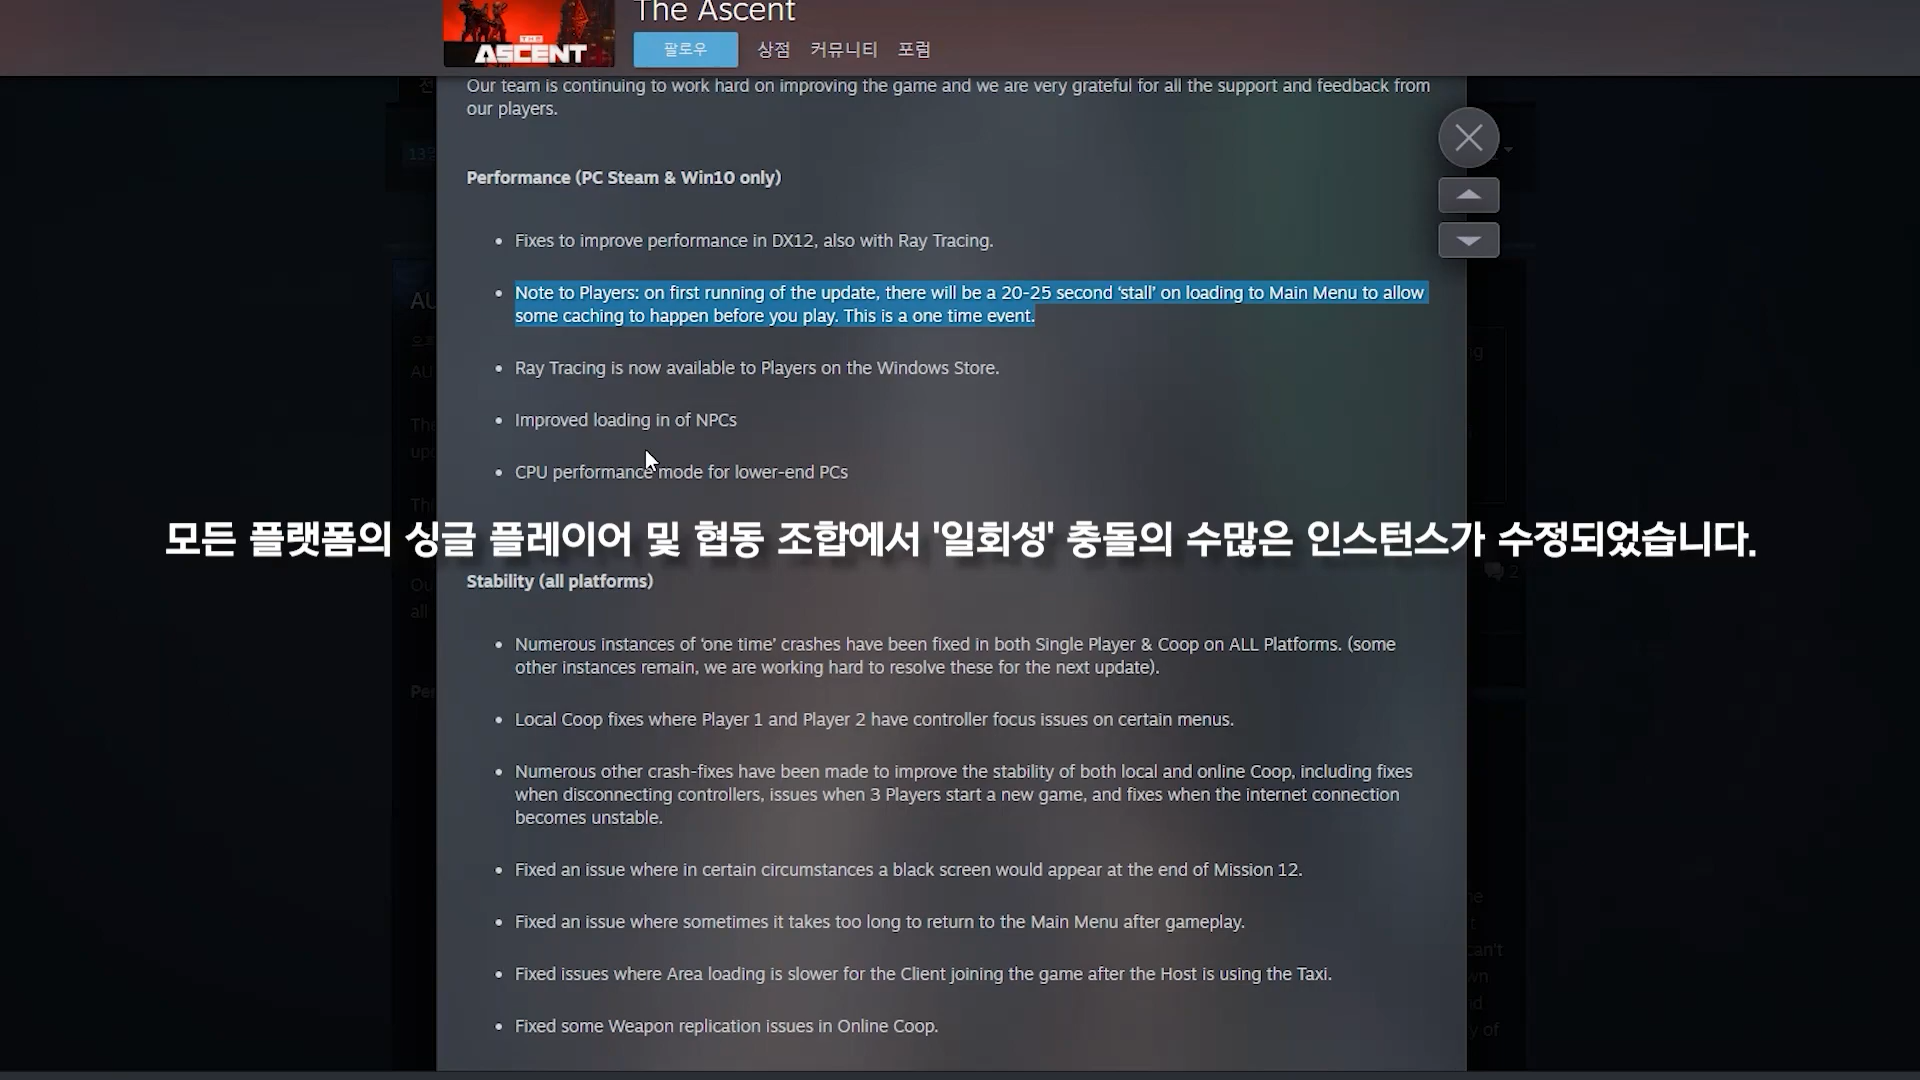 The Ascent
THE
ASCENT
팔로우
상점
커뮤니티
포럼
Our team is continuing to work hard on improving the game and we are very grateful for all the support and feedback from
our players.
Performance (PC Steam & Win10 only)
• Fixes to improve performance in DX12, also with Ray Tracing.
• Note to Players: on first running of the update, there will be a 20-25 second ‘stall’ on loading to Main Menu to allow
some caching to happen before you play. This is a one time event.
• Ray Tracing is now available to Players on the Windows Store.
• Improved loading in of NPCs
• CPU performance mode for lower-end PCs
모든 플랫폼의 싱글 플레이어 및 협동 조합에서 '일회성' 충돌의 수많은 인스턴스가 수정되었습니다.
Stability (all platforms)
• Numerous instances of ‘one time’ crashes have been fixed in both Single Player & Coop on ALL Platforms. (some
other instances remain, we are working hard to resolve these for the next update).
• Local Coop fixes where Player 1 and Player 2 have controller focus issues on certain menus.
• Numerous other crash-fixes have been made to improve the stability of both local and online Coop, including fixes
when disconnecting controllers, issues when 3 Players start a new game, and fixes when the internet connection
becomes unstable.
• Fixed an issue where in certain circumstances a black screen would appear at the end of Mission 12.
• Fixed an issue where sometimes it takes too long to return to the Main Menu after gameplay.
• Fixed issues where Area loading is slower for the Client joining the game after the Host is using the Taxi.
• Fixed some Weapon replication issues in Online Coop.